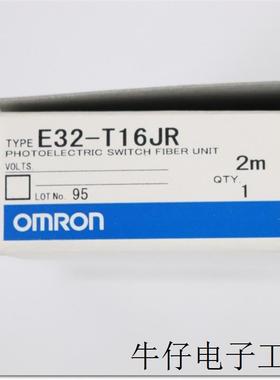 TYPE E32-T16JR
PHOTOELECTRIC SWITCH FIBER UNIT
VOLTS. 2m
QTY.
LOT No. 95 1
OMRON
牛仔电子工